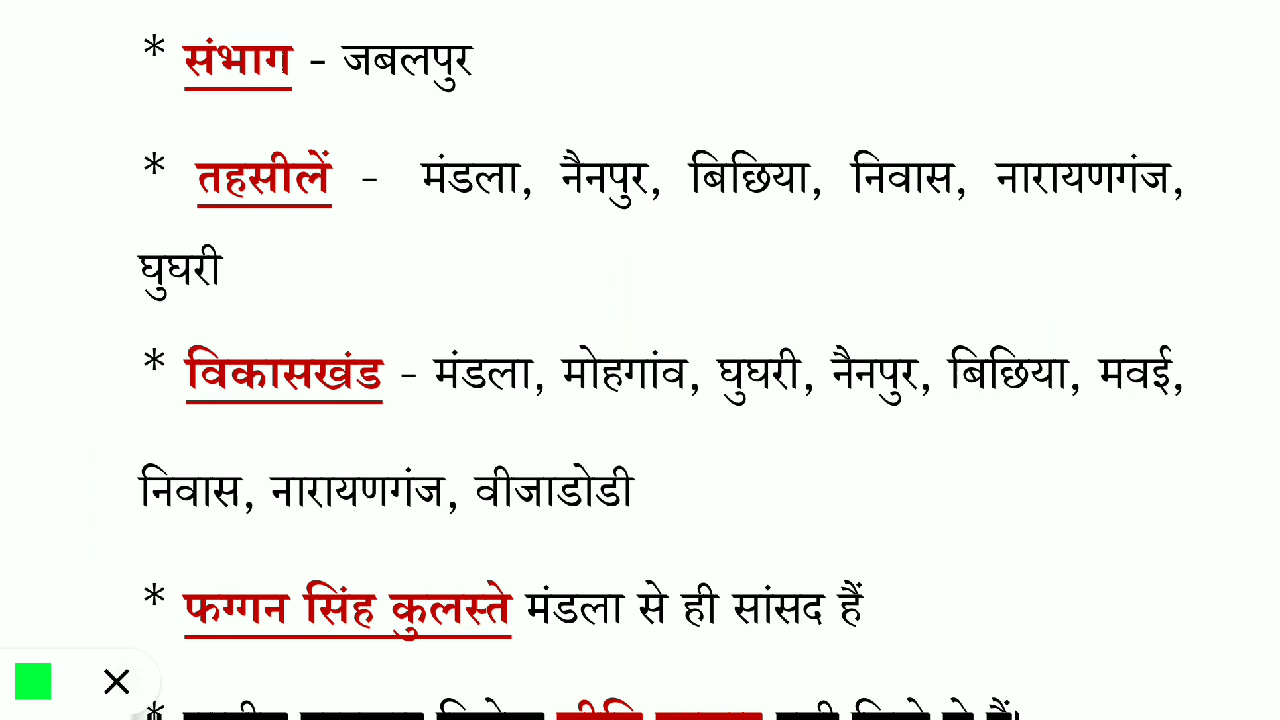 * संभाग - जबलपुर
* तहसीलें - मंडला, नैनपुर, बिछिया, निवास, नारायणगंज,
घुघरी
* विकासखंड - मंडला, मोहगांव, घुघरी, नैनपुर, बिछिया, मवई,
निवास, नारायणगंज, वीजाडोडी
* फग्गन सिंह कुलस्ते मंडला से ही सांसद हैं